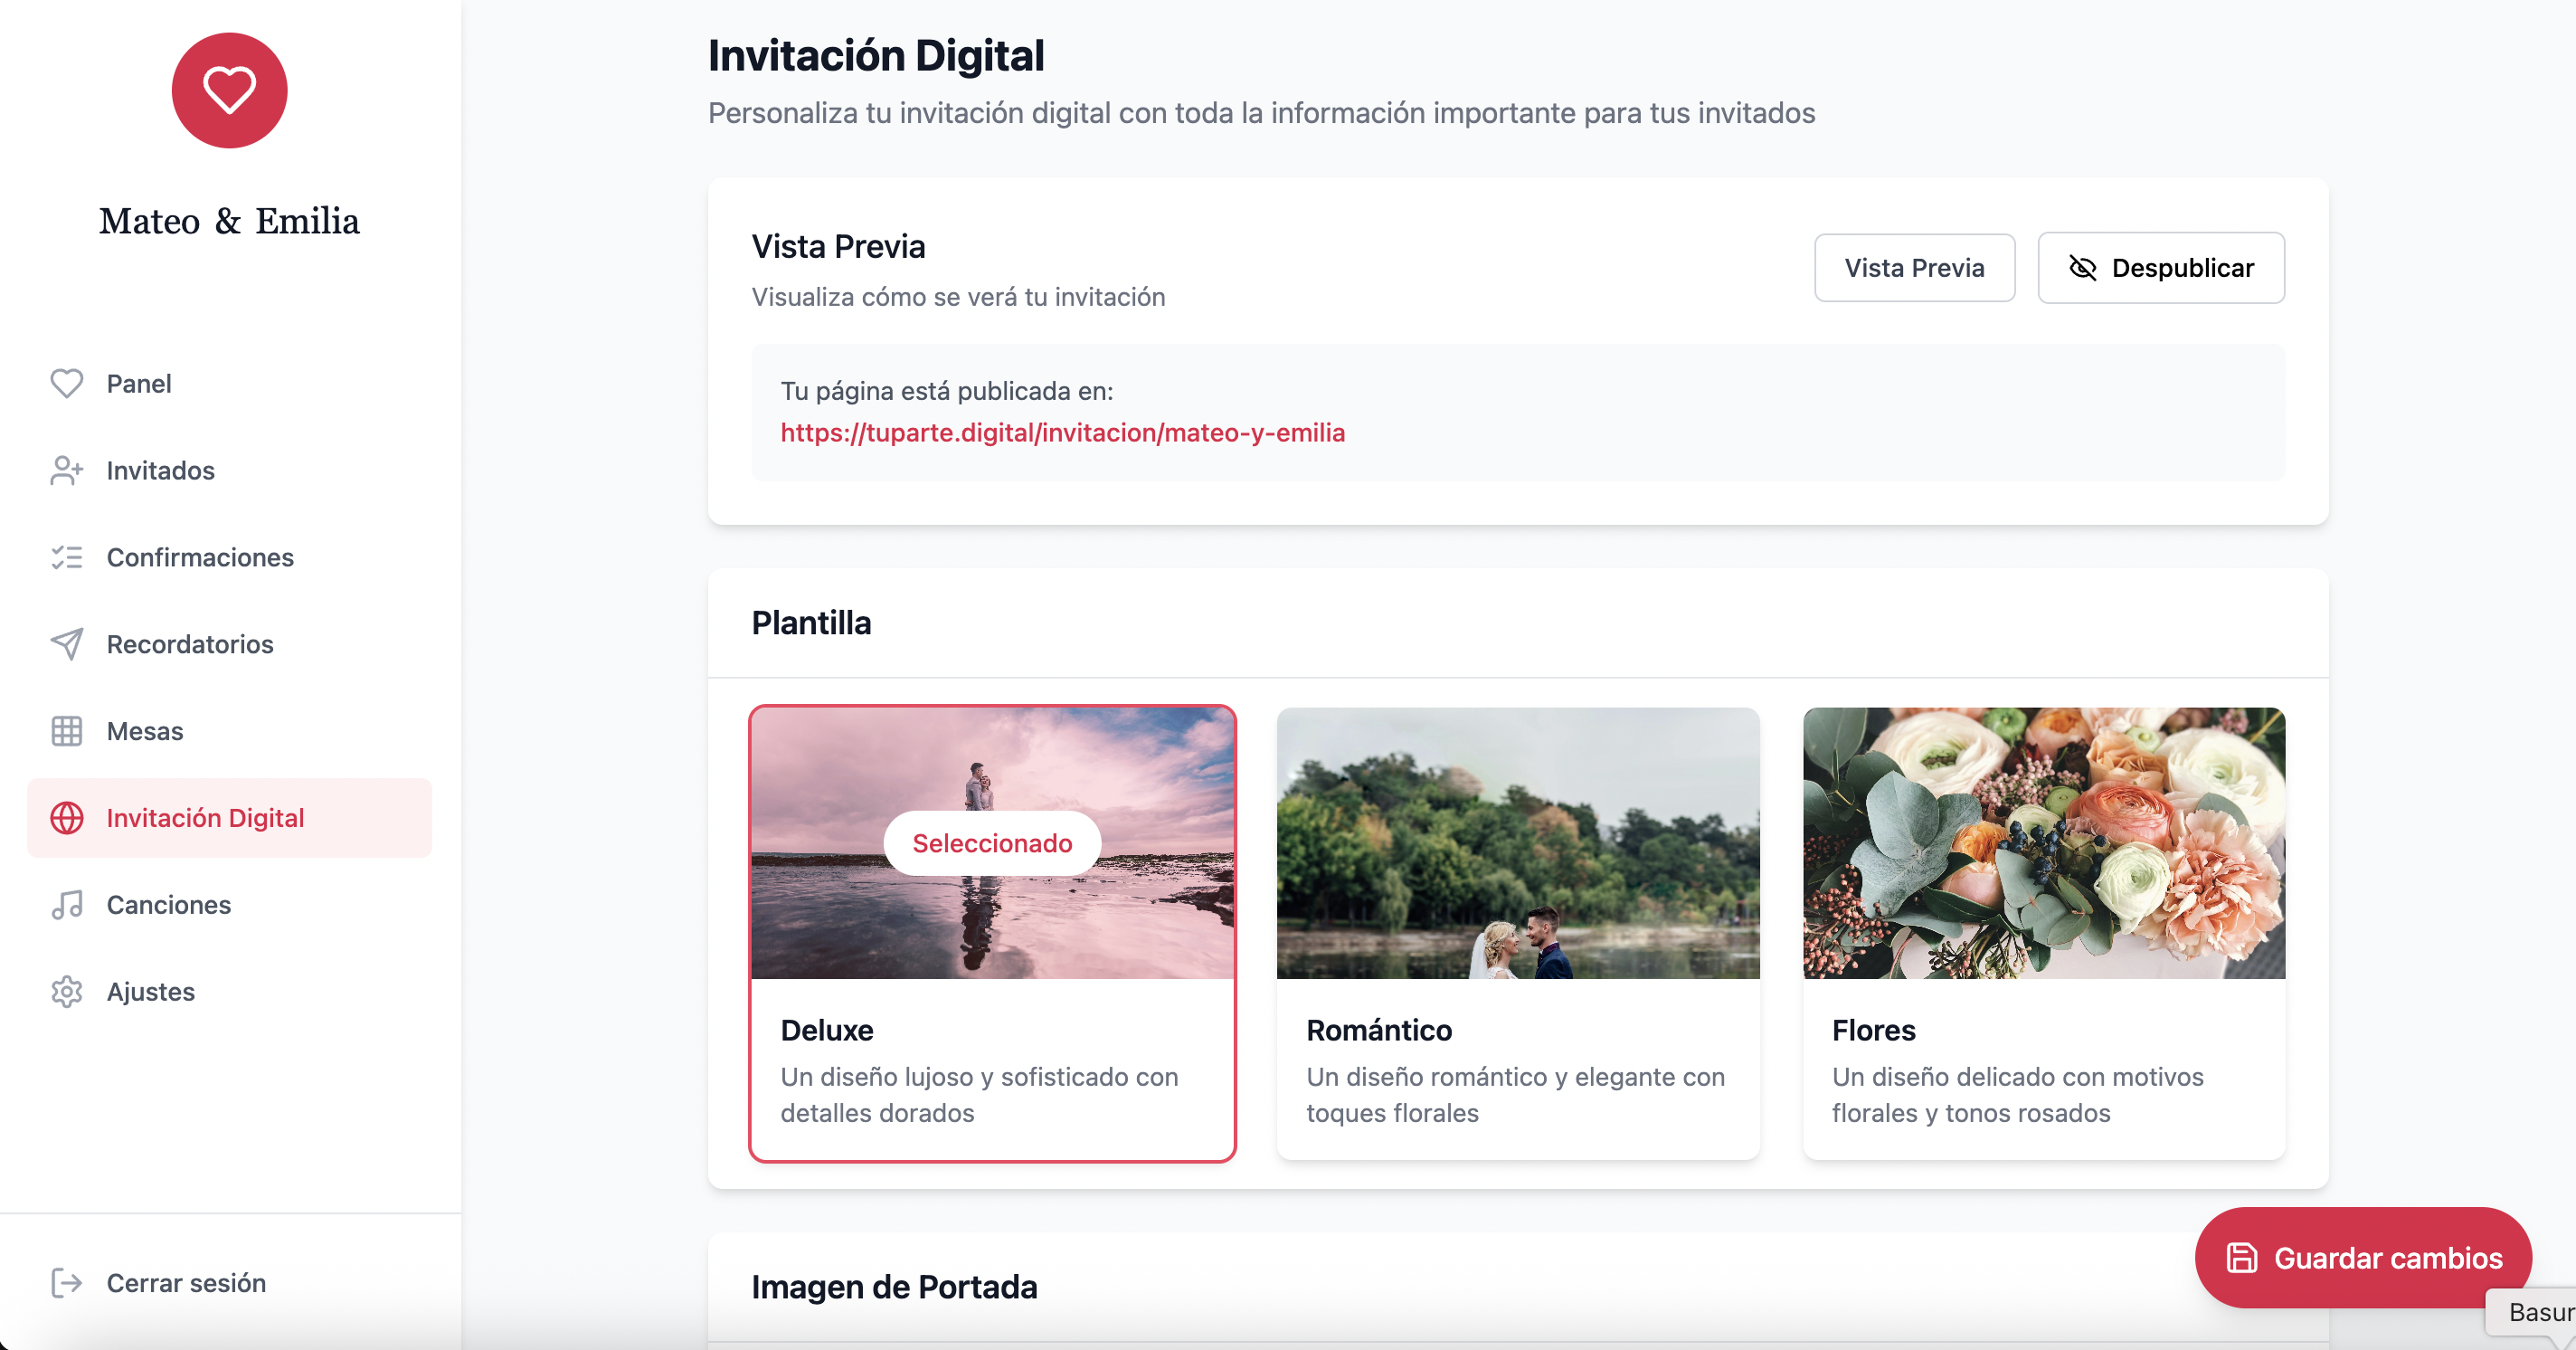 Mateo & Emilia
Panel
Invitados
Confirmaciones
Recordatorios
Mesas
Invitación Digital
Canciones
Ajustes
Cerrar sesión
Invitación Digital
Personaliza tu invitación digital con toda la información importante para tus invitados
Vista Previa
Visualiza cómo se verá tu invitación
Vista Previa
Despublicar
Tu página está publicada en:
https://tuparte.digital/invitacion/mateo-y-emilia
Plantilla
Seleccionado
Deluxe
Un diseño lujoso y sofisticado con
detalles dorados
Romántico
Un diseño romántico y elegante con
toques florales
Flores
Un diseño delicado con motivos
florales y tonos rosados
Imagen de Portada
Guardar cambios